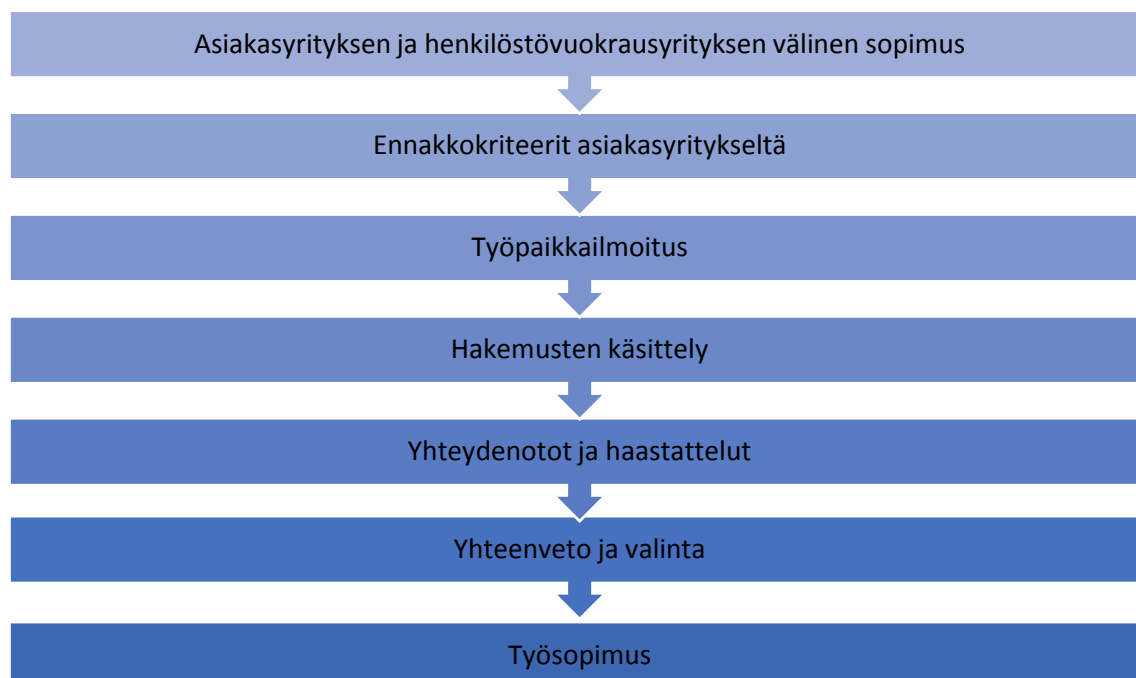 Asiakasyrityksen ja henkilöstövuokrausyrityksen välinen sopimus
Ennakkokriteerit asiakasyritykseltä
Työpaikkailmoitus
Hakemusten käsittely
Yhteydenotot ja haastattelut
Yhteenveto ja valinta
Työsopimus